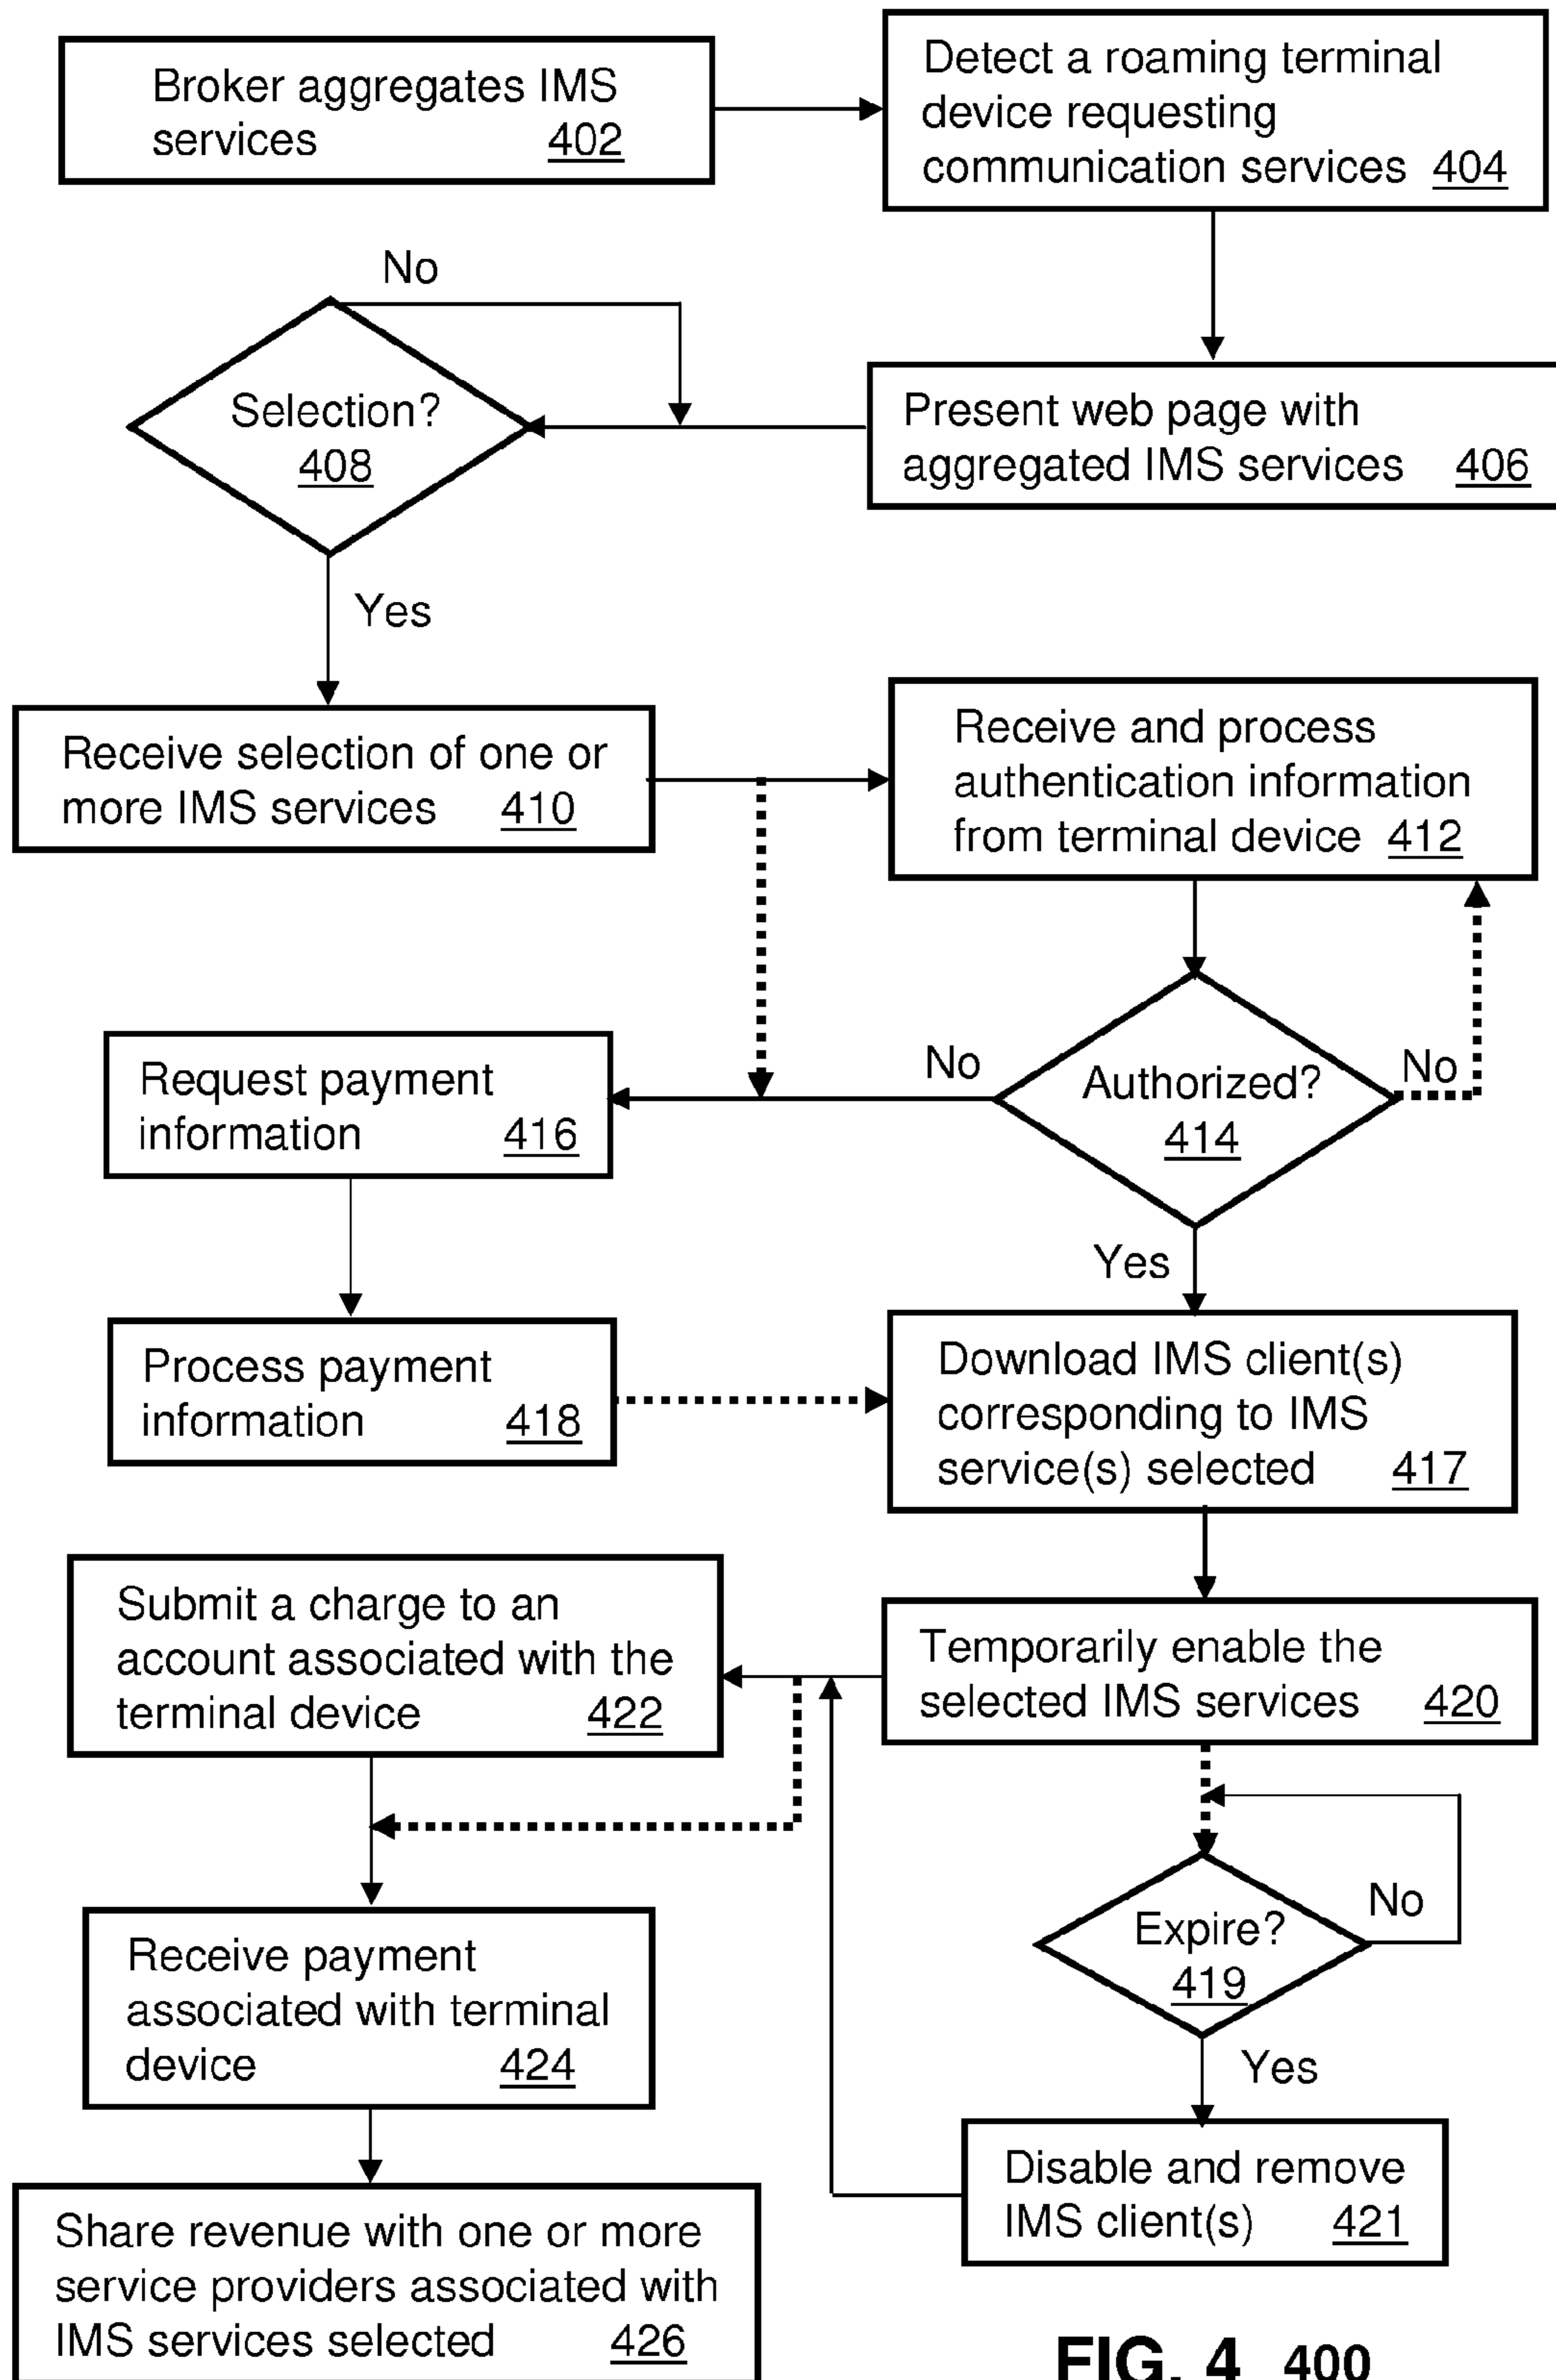 Broker aggregates IMS
services 402
Detect a roaming terminal
device requesting
communication services 404
No
Selection?
408
Present web page with
aggregated IMS services 406
Yes
Receive selection of one or
more IMS services 410
Receive and process
authentication information
from terminal device 412
Request payment
information 416
No
Authorized?
414
No
Yes
Process payment
information 418
Download IMS client(s)
corresponding to IMS
service(s) selected 417
Submit a charge to an
account associated with the
terminal device 422
Temporarily enable the
selected IMS services 420
Expire?
419
No
Yes
Receive payment
associated with terminal
device 424
Disable and remove
IMS client(s) 421
Share revenue with one or more
service providers associated with
IMS services selected 426
FIG. 4 400